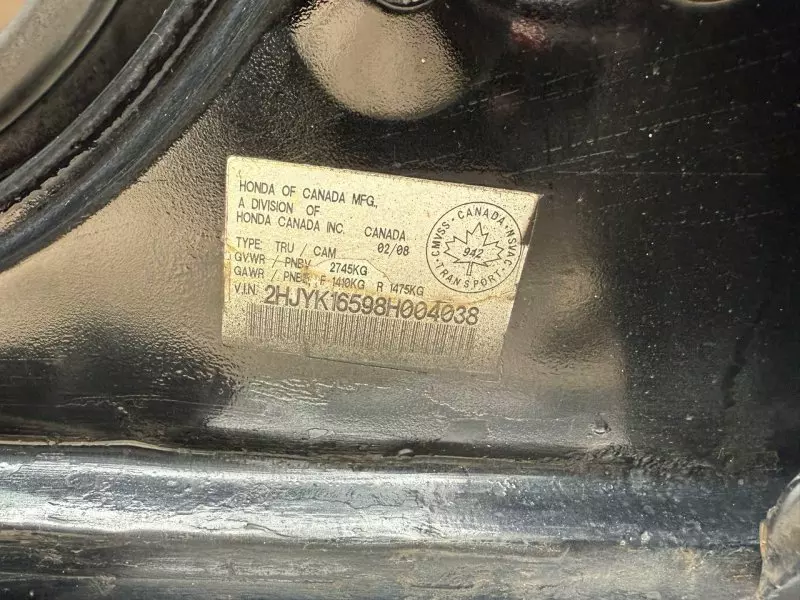 HONDA OF CANADA MFG.,
A DIVISION OF
HONDA CANADA INC. CANADA
TYPE: TRU / CAM 02/08
GVWR / PNBV 2745KG
GAWR / PNBE F 1410KG R 1475KG
V.I.N: 2HJYK16598H004038
CMVSS · CANADA · NSVAC · TRANSPORT ·
942